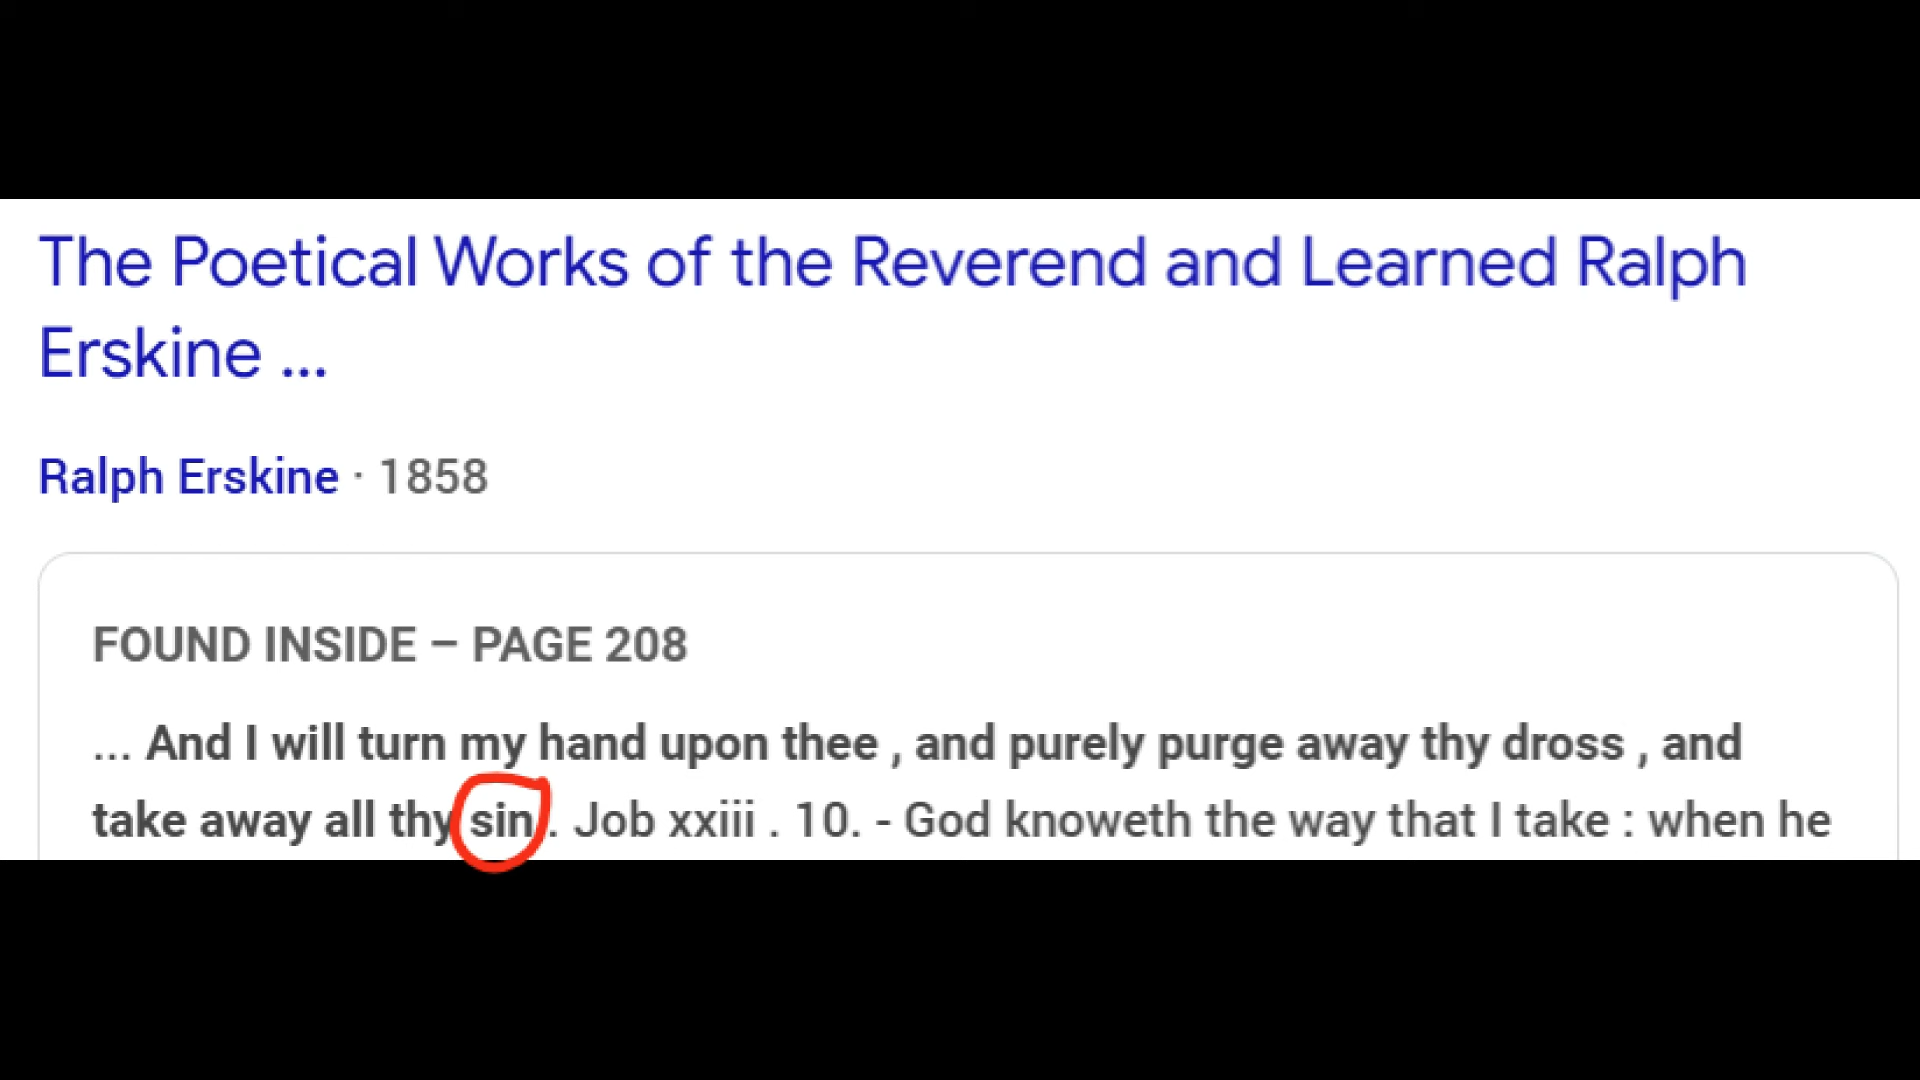 The Poetical Works of the Reverend and Learned Ralph
Erskine ...
Ralph Erskine · 1858
FOUND INSIDE – PAGE 208
... And I will turn my hand upon thee , and purely purge away thy dross , and
take away all thy sin . Job xxiii . 10. - God knoweth the way that I take : when he